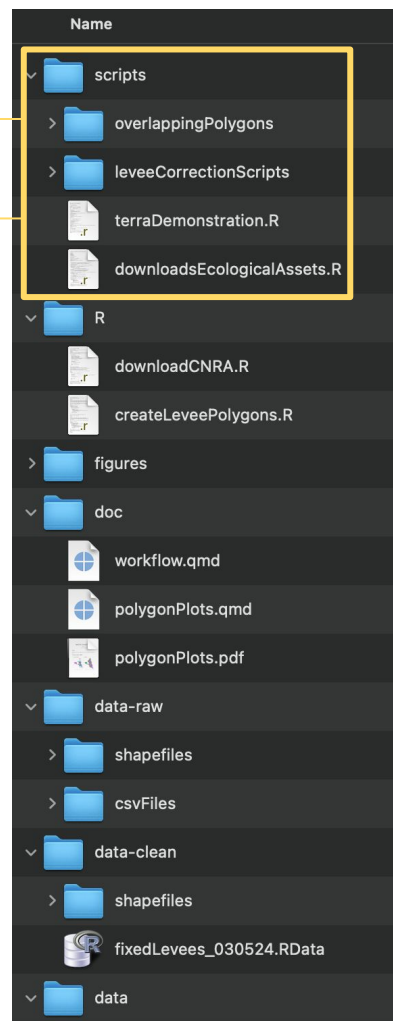 Name
scripts
overlappingPolygons
leveeCorrectionScripts
terraDemonstration.R
downloadsEcologicalAssets.R
R
downloadCNRA.R
createLeveePolygons.R
figures
doc
workflow.qmd
polygonPlots.qmd
polygonPlots.pdf
data-raw
shapefiles
csvFiles
data-clean
shapefiles
fixedLevees_030524.RData
data